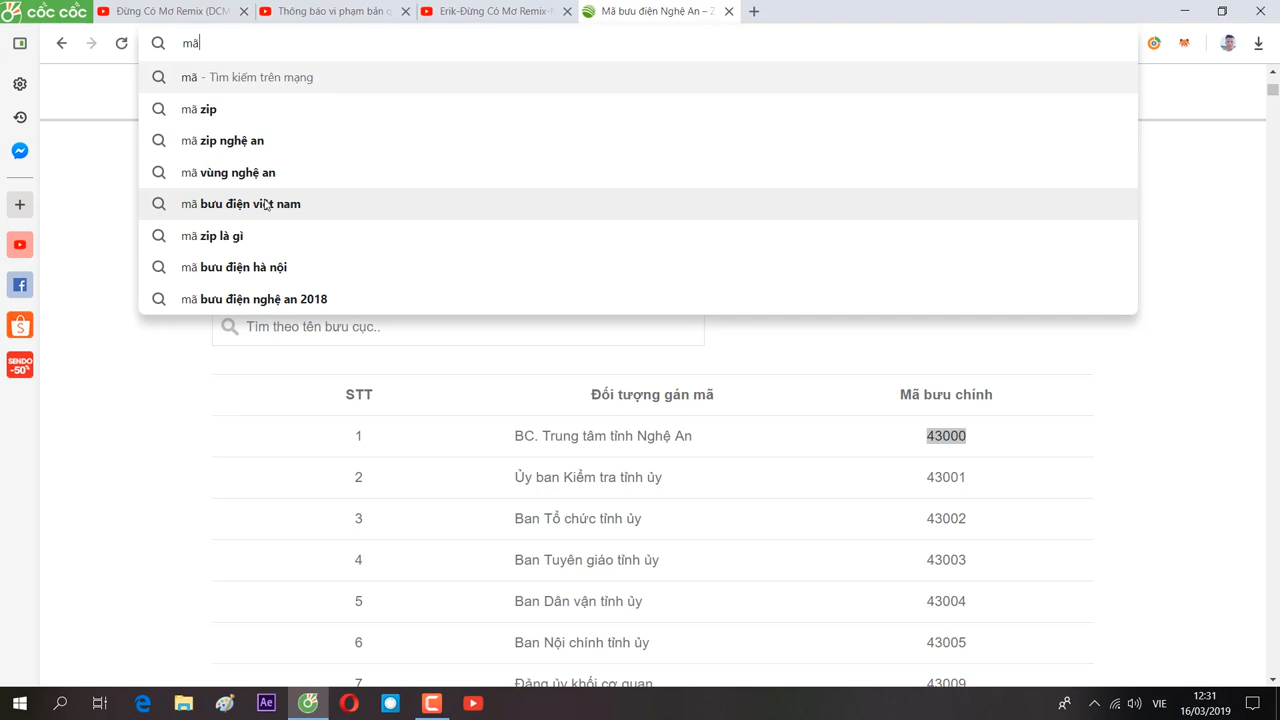 cốc cốc
Đừng Có Mơ Remix (DCM
Thông báo vi phạm bản q
Erik-Đừng Có Mơ Remix-
Mã bưu điện Nghệ An – Z
mã
mã - Tìm kiếm trên mạng
mã zip
mã zip nghệ an
mã vùng nghệ an
mã bưu điện việt nam
mã zip là gì
mã bưu điện hà nội
mã bưu điện nghệ an 2018
SENDO
-50%
Tìm theo tên bưu cục..
STT Đối tượng gán mã Mã bưu chính
1 BC. Trung tâm tỉnh Nghệ An 43000
2 Ủy ban Kiểm tra tỉnh ủy 43001
3 Ban Tổ chức tỉnh ủy 43002
4 Ban Tuyên giáo tỉnh ủy 43003
5 Ban Dân vận tỉnh ủy 43004
6 Ban Nội chính tỉnh ủy 43005
7 Đảng ủy khối cơ quan 43009
Ae
VIE
12:31
16/03/2019